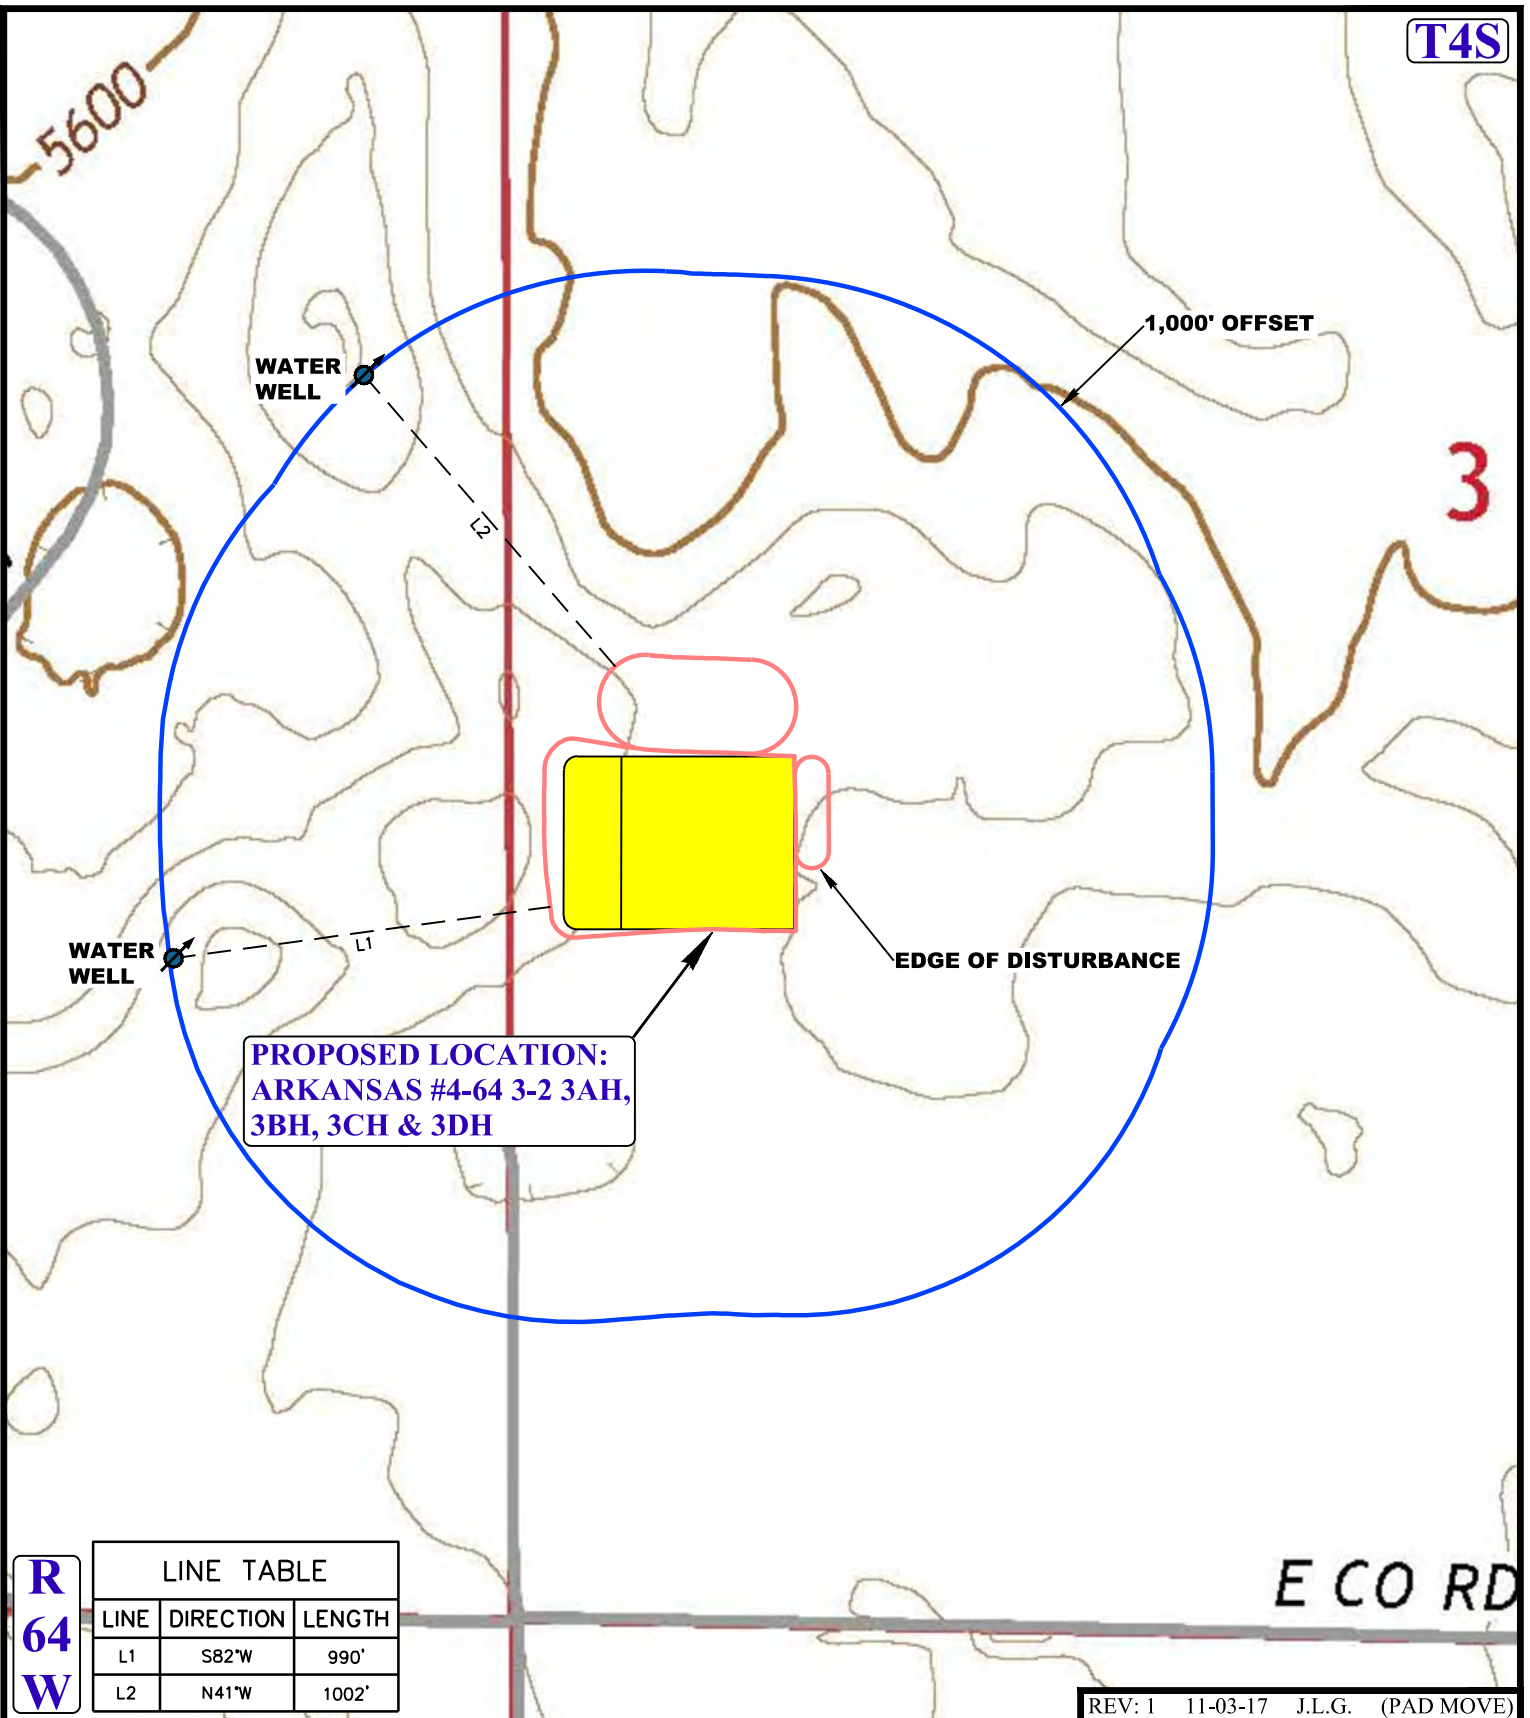 T4S
5600
1,000' OFFSET
WATER
WELL
3
L2
WATER
WELL
L1
EDGE OF DISTURBANCE
PROPOSED LOCATION:
ARKANSAS #4-64 3-2 3AH,
3BH, 3CH & 3DH
R
64
W
LINE TABLE
LINE DIRECTION LENGTH
L1 S82°W 990'
L2 N41°W 1002'
E CO RD
REV: 1 11-03-17 J.L.G. (PAD MOVE)